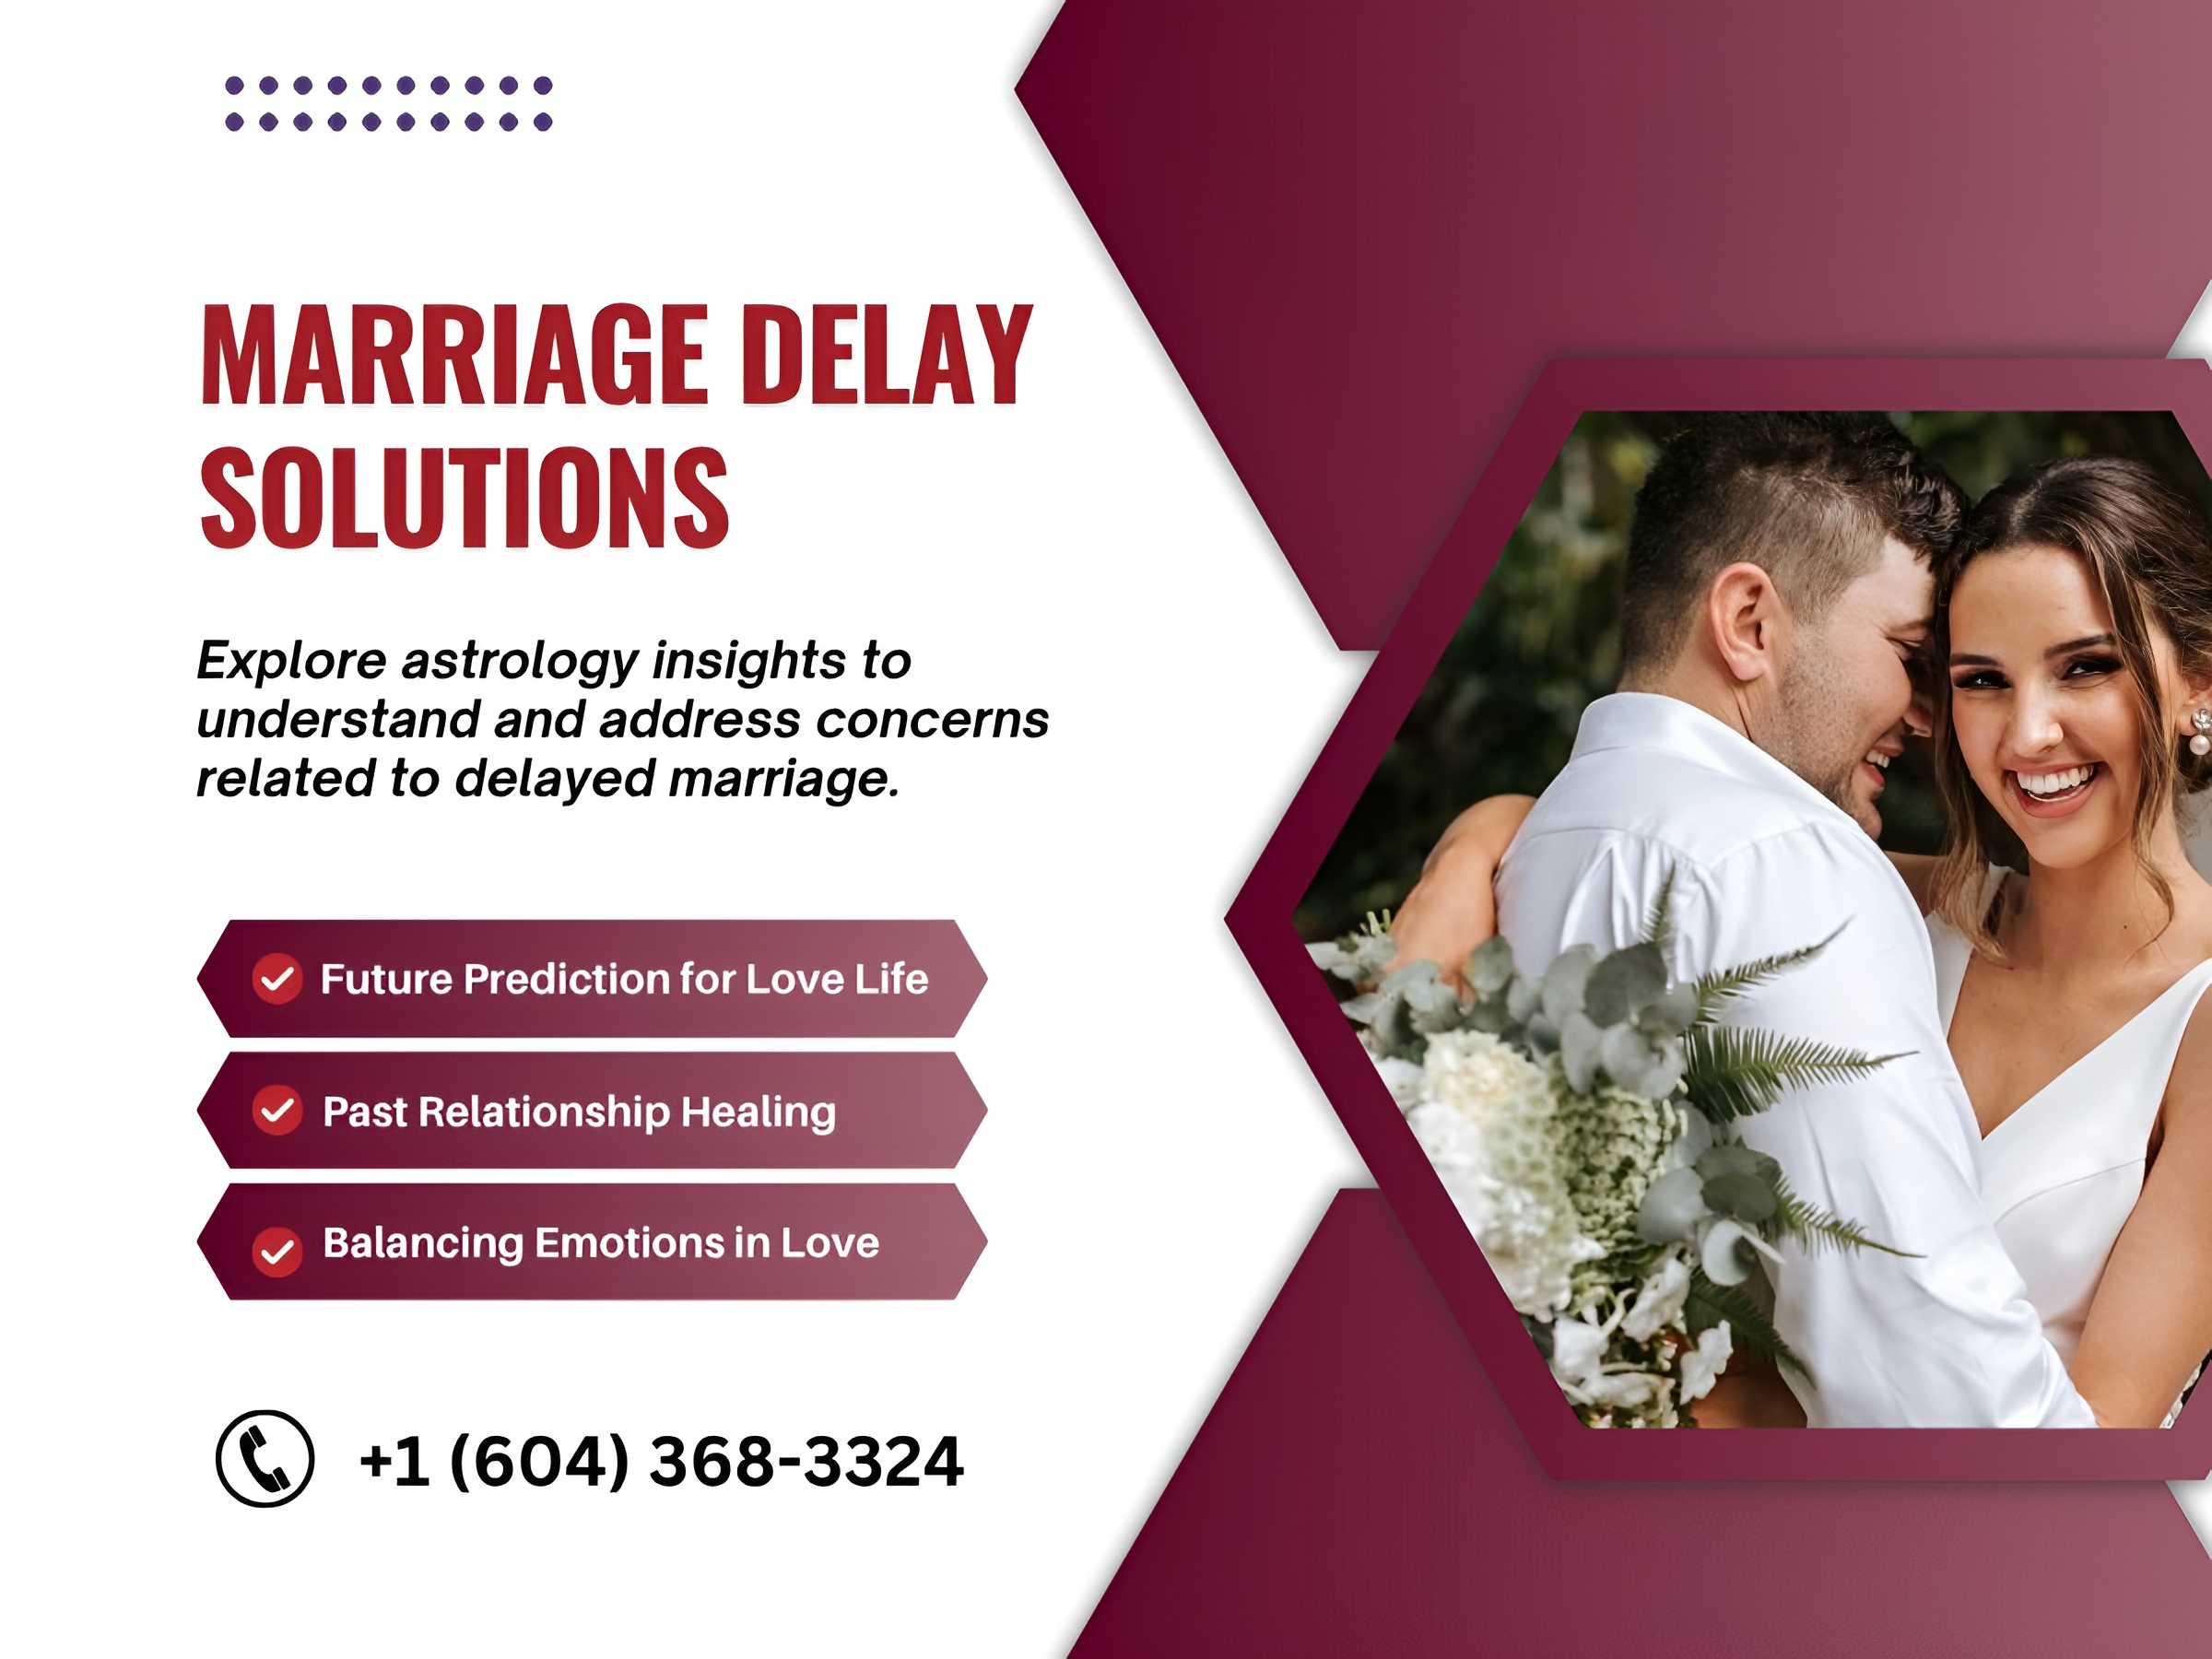 MARRIAGE DELAY
SOLUTIONS
Explore astrology insights to
understand and address concerns
related to delayed marriage.
Future Prediction for Love Life
Past Relationship Healing
Balancing Emotions in Love
+1 (604) 368-3324